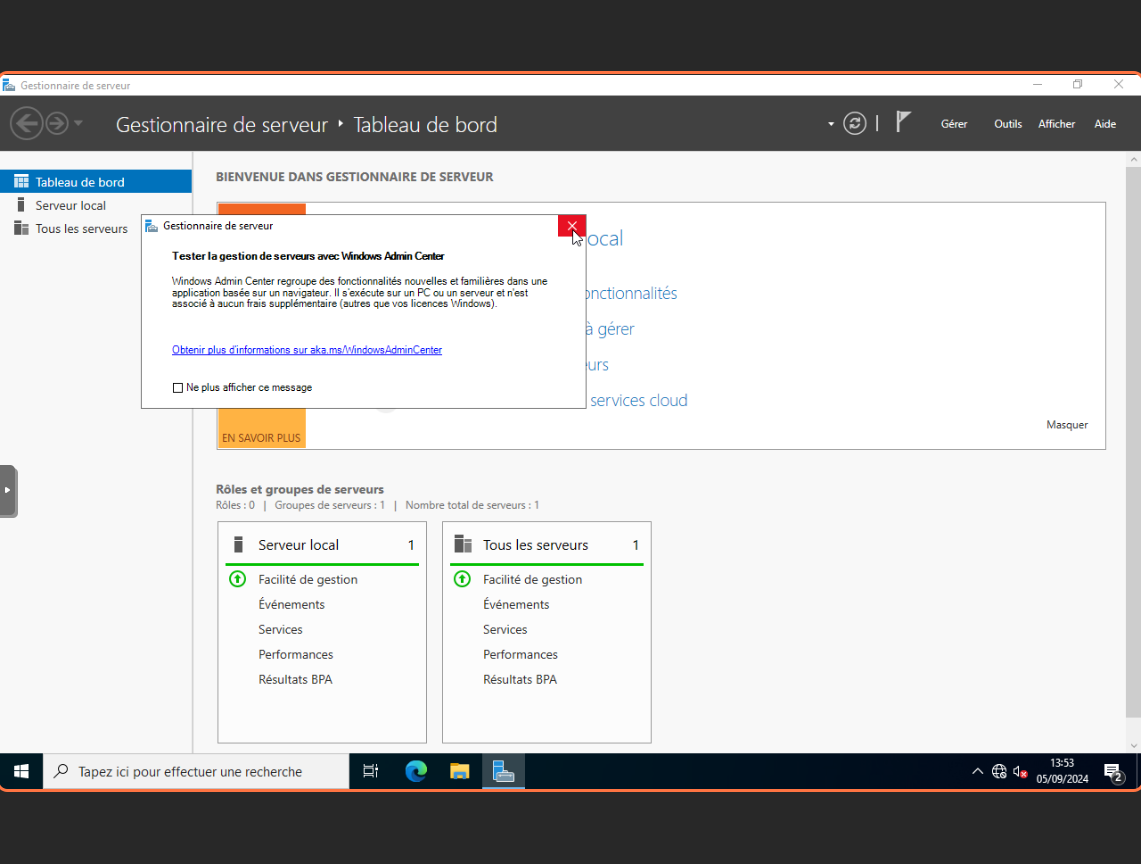 Gestionnaire de serveur
Gestionnaire de serveur ‣ Tableau de bord
Gérer Outils Afficher Aide
Tableau de bord
Serveur local
Tous les serveurs
BIENVENUE DANS GESTIONNAIRE DE SERVEUR
Gestionnaire de serveur
Tester la gestion de serveurs avec Windows Admin Center
Windows Admin Center regroupe des fonctionnalités nouvelles et familières dans une
application basée sur un navigateur. Il s'exécute sur un PC ou un serveur et n'est
associé à aucun frais supplémentaire (autres que vos licences Windows).
Obtenir plus d'informations sur aka.ms/WindowsAdminCenter
Ne plus afficher ce message
ocal
onctionnalités
à gérer
eurs
services cloud
EN SAVOIR PLUS
Masquer
Rôles et groupes de serveurs
Rôles : 0 | Groupes de serveurs : 1 | Nombre total de serveurs : 1
Serveur local 1
Facilité de gestion
Événements
Services
Performances
Résultats BPA
Tous les serveurs 1
Facilité de gestion
Événements
Services
Performances
Résultats BPA
Tapez ici pour effectuer une recherche
13:53
05/09/2024
2